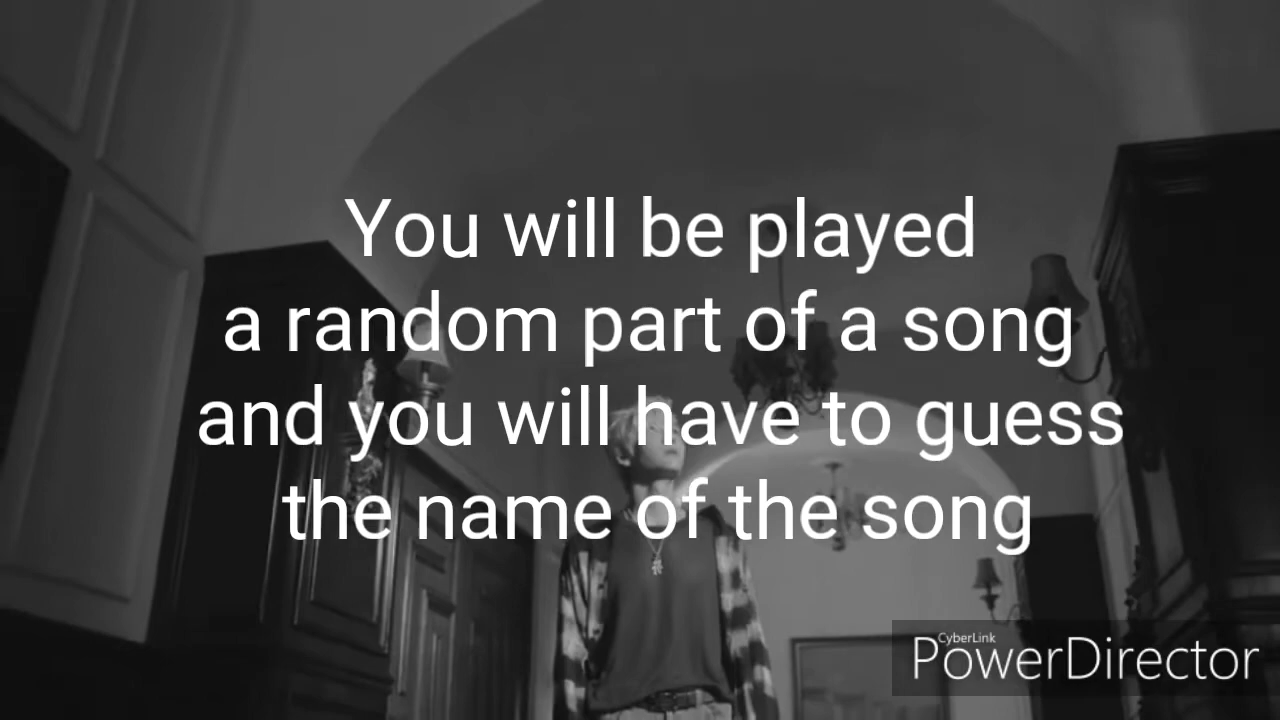 You will be played
a random part of a song
and you will have to guess
the name of the song
CyberLink
PowerDirector